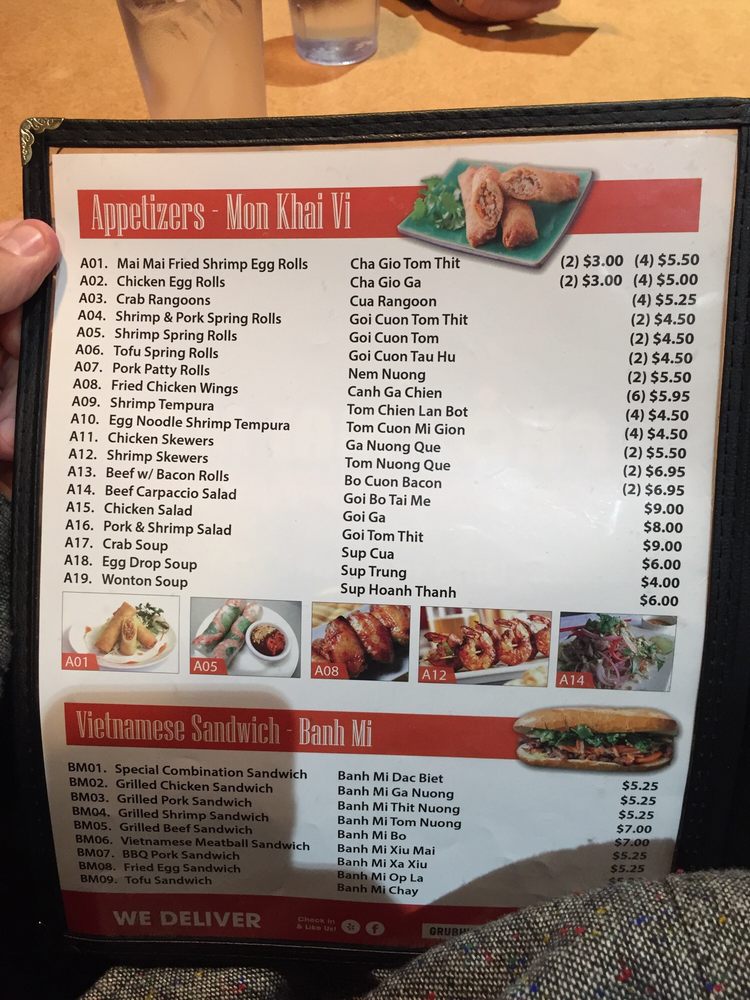 Appetizers - Mon Khai Vi
A01. Mai Mai Fried Shrimp Egg Rolls Cha Gio Tom Thit (2) $3.00 (4) $5.50
A02. Chicken Egg Rolls Cha Gio Ga (2) $3.00 (4) $5.00
A03. Crab Rangoons Cua Rangoon (4) $5.25
A04. Shrimp & Pork Spring Rolls Goi Cuon Tom Thit (2) $4.50
A05. Shrimp Spring Rolls Goi Cuon Tom (2) $4.50
A06. Tofu Spring Rolls Goi Cuon Tau Hu (2) $4.50
A07. Pork Patty Rolls Nem Nuong (2) $5.50
A08. Fried Chicken Wings Canh Ga Chien (6) $5.95
A09. Shrimp Tempura Tom Chien Lan Bot (4) $4.50
A10. Egg Noodle Shrimp Tempura Tom Cuon Mi Gion (4) $4.50
A11. Chicken Skewers Ga Nuong Que (2) $5.50
A12. Shrimp Skewers Tom Nuong Que (2) $6.95
A13. Beef w/ Bacon Rolls Bo Cuon Bacon (2) $6.95
A14. Beef Carpaccio Salad Goi Bo Tai Me $9.00
A15. Chicken Salad Goi Ga $8.00
A16. Pork & Shrimp Salad Goi Tom Thit $9.00
A17. Crab Soup Sup Cua $6.00
A18. Egg Drop Soup Sup Trung $4.00
A19. Wonton Soup Sup Hoanh Thanh $6.00
A01 A05 A08 A12 A14
Vietnamese Sandwich - Banh Mi
BM01. Special Combination Sandwich Banh Mi Dac Biet $5.25
BM02. Grilled Chicken Sandwich Banh Mi Ga Nuong $5.25
BM03. Grilled Pork Sandwich Banh Mi Thit Nuong $5.25
BM04. Grilled Shrimp Sandwich Banh Mi Tom Nuong $7.00
BM05. Grilled Beef Sandwich Banh Mi Bo $7.00
BM06. Vietnamese Meatball Sandwich Banh Mi Xiu Mai $5.25
BM07. BBQ Pork Sandwich Banh Mi Xa Xiu $5.25
BM08. Fried Egg Sandwich Banh Mi Op La
BM09. Tofu Sandwich Banh Mi Chay
WE DELIVER
Check in
& Like Us!